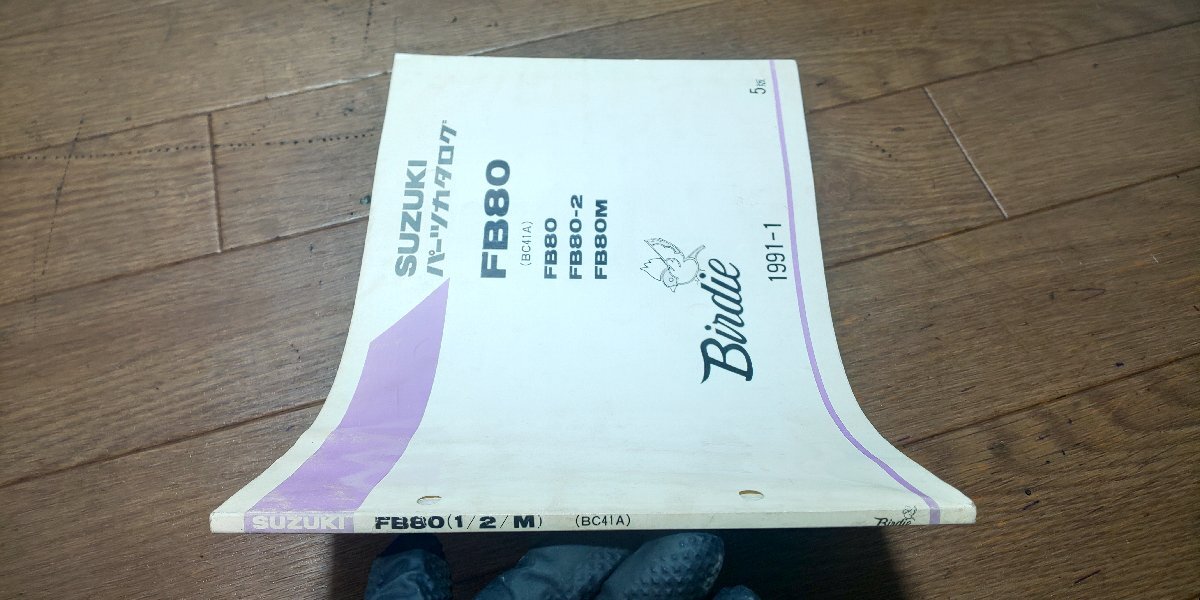 SUZUKI
パーツカタログ
FB80
(BC41A)
FB80
FB80-2
FB80M
Birdie
1991-1
5版
SUZUKI FB80(1/2/M) (BC41A) Birdie